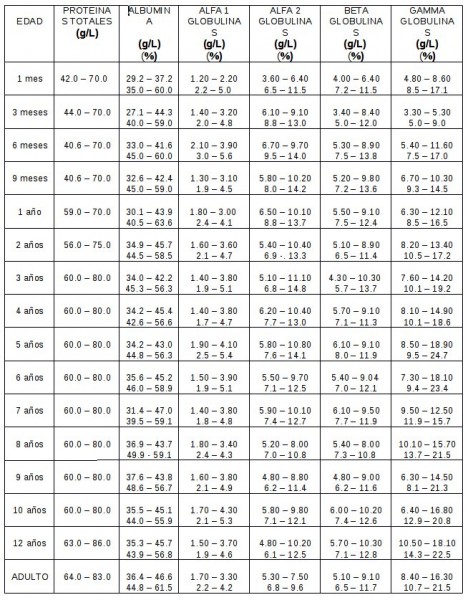 EDAD PROTEINAS TOTALES (g/L) ALBUMINA (g/L) (%) ALFA 1 GLOBULINAS (g/L) (%) ALFA 2 GLOBULINAS (g/L) (%) BETA GLOBULINAS (g/L) (%) GAMMA GLOBULINAS (g/L) (%)
1 mes 42.0 – 70.0 29.2 – 37.2 1.20 – 2.20 3.60 – 6.40 4.00 – 6.40 4.80 – 8.60
35.0 – 60.0 2.2 – 5.0 6.5 – 11.5 7.2 – 11.5 8.5 – 17.1
3 meses 44.0 – 70.0 27.1 – 44.3 1.40 – 3.20 6.10 – 9.10 3.40 – 8.40 3.30 – 5.30
40.0 – 59.0 2.0 – 4.8 8.8 – 13.0 5.0 – 12.0 5.0 – 9.0
6 meses 40.6 – 70.0 33.0 – 41.6 2.10 – 3.90 6.70 – 9.70 5.30 – 8.90 5.40 – 11.60
45.0 – 60.0 3.0 – 5.6 9.5 – 14.0 7.5 – 13.8 7.5 – 17.0
9 meses 40.6 – 70.0 32.6 – 42.4 1.30 – 3.10 5.80 – 10.20 5.20 – 9.80 6.70 – 10.30
45.0 – 59.0 1.9 – 4.5 8.0 – 14.2 7.2 – 13.6 9.3 – 14.5
1 año 59.0 – 70.0 30.1 – 43.9 1.80 – 3.00 6.50 – 10.10 5.50 – 9.10 6.30 – 12.10
40.5 – 63.6 2.4 – 4.1 8.8 – 13.7 7.5 – 12.4 8.5 – 16.5
2 años 56.0 – 75.0 34.9 – 45.7 1.60 – 3.60 5.40 – 10.40 5.10 – 8.90 8.20 – 13.40
44.5 – 58.5 2.1 – 4.7 6.9 -. 13.3 6.5 – 11.4 10.5 – 17.2
3 años 60.0 – 80.0 34.0 – 42.2 1.40 – 3.80 5.10 – 11.10 4.30 – 10.30 7.60 – 14.20
45.3 – 56.3 1.9 – 5.1 6.8 – 14.8 5.7 – 13.7 10.1 – 19.2
4 años 60.0 – 80.0 34.2 – 45.4 1.40 – 3.80 6.20 – 10.40 5.70 – 9.10 8.10 – 14.90
42.6 – 56.6 1.7 – 4.7 7.7 – 13.0 7.1 – 11.3 10.1 – 18.6
5 años 60.0 – 80.0 34.2 – 43.0 1.90 – 4.10 5.80 – 10.80 6.10 – 9.10 8.50 – 18.90
44.8 – 56.3 2.5 – 5.4 7.6 – 14.1 8.0 – 11.9 9.5 – 24.7
6 años 60.0 – 80.0 35.6 – 45.2 1.50 – 3.90 5.50 – 9.70 5.40 – 9.04 7.30 – 18.10
46.0 – 58.9 1.9 – 5.1 7.1 – 12.5 7.0 – 12.1 9.4 – 23.4
7 años 60.0 – 80.0 31.4 – 47.0 1.40 – 3.80 5.90 – 10.10 6.10 – 9.50 9.50 – 12.50
39.5 – 59.1 1.8 – 4.8 7.4 – 12.7 7.7 – 11.9 11.9 – 15.7
8 años 60.0 – 80.0 36.9 – 43.7 1.80 – 3.40 5.20 – 8.00 5.40 – 8.00 10.10 – 15.70
49.9 - 59.1 2.4 – 4.3 7.0 – 10.8 7.3 – 10.8 13.7 – 21.5
9 años 60.0 – 80.0 37.6 – 43.8 1.60 – 3.80 4.80 – 8.80 4.80 – 9.00 6.30 – 14.50
48.6 – 56.7 2.1 – 4.9 6.2 – 11.4 6.2 – 11.6 8.1 – 21.3
10 años 60.0 – 80.0 35.5 – 45.1 1.70 – 4.30 5.80 – 9.80 6.00 – 10.20 6.40 – 16.80
44.0 – 55.9 2.1 – 5.3 7.1 – 12.1 7.4 – 12.6 12.9 – 20.8
12 años 63.0 – 86.0 35.3 – 45.7 1.50 – 3.70 4.80 – 10.20 5.70 – 10.30 10.50 – 18.10
43.9 – 56.8 1.9 – 4.6 6.1 – 12.5 7.1 – 12.8 14.3 – 22.5
ADULTO 64.0 – 83.0 36.4 – 46.6 1.70 – 3.30 5.30 – 7.50 5.10 – 9.10 8.40 – 16.30
44.8 – 61.5 2.2 – 4.2 6.8 – 9.6 6.5 – 11.7 10.7 – 21.5